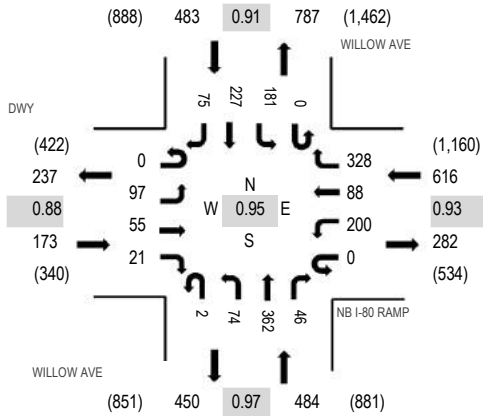 (888) 483 0.91 787 (1,462)
WILLOW AVE
75 227 181 0
DWY
(422) 0 328 (1,160)
237 97 N 88 616
0.88 55 W 0.95 E 200 0.93
173 21 S 0 282
(340) (534)
2 74 362 46
NB I-80 RAMP
WILLOW AVE
(851) 450 0.97 484 (881)